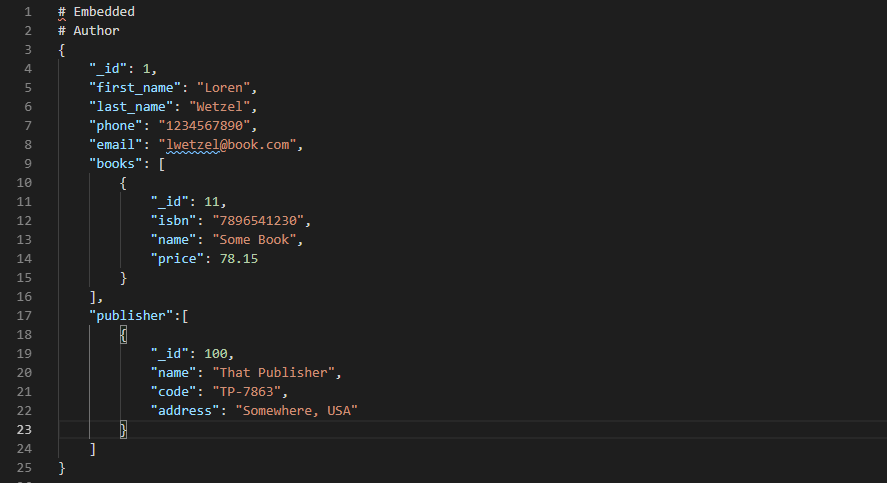 1 # Embedded
2 # Author
3 {
4     "_id": 1,
5     "first_name": "Loren",
6     "last_name": "Wetzel",
7     "phone": "1234567890",
8     "email": "lwetzel@book.com",
9     "books": [
10         {
11             "_id": 11,
12             "isbn": "7896541230",
13             "name": "Some Book",
14             "price": 78.15
15         }
16     ],
17     "publisher":[
18         {
19             "_id": 100,
20             "name": "That Publisher",
21             "code": "TP-7863",
22             "address": "Somewhere, USA"
23         }
24     ]
25 }